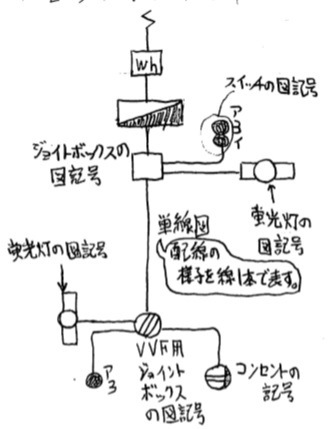 Wh
スイッチの図記号
ア
3
イ
ジョイトボックスの
図記号
蛍光灯の
図記号
単線図
配線の
様子を線1本で表す。
蛍光灯の図記号
ア
3
VVF用
ジョイント
ボックス
の図記号
コンセントの
記号